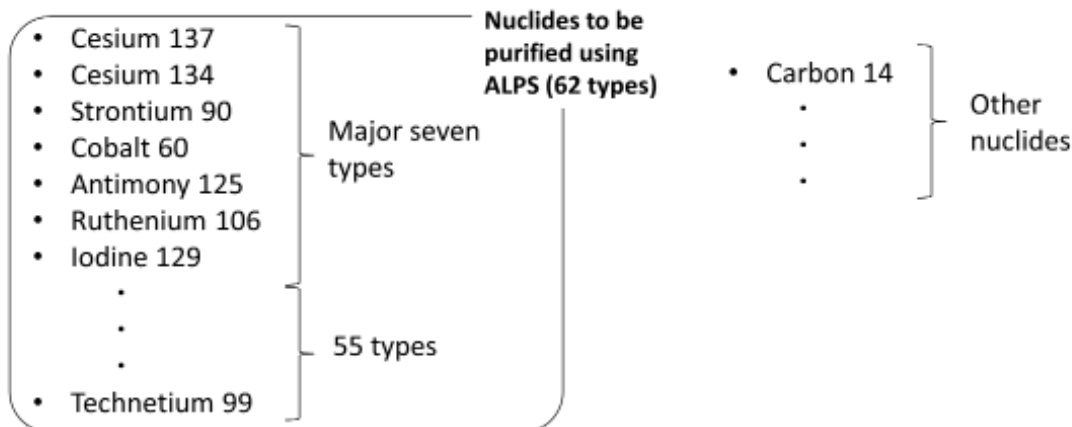 • Cesium 137
• Cesium 134
• Strontium 90
• Cobalt 60
• Antimony 125
• Ruthenium 106
• Iodine 129
Major seven
types
・
・
・
• Technetium 99
55 types
Nuclides to be
purified using
ALPS (62 types)
• Carbon 14
・
・
・
Other
nuclides